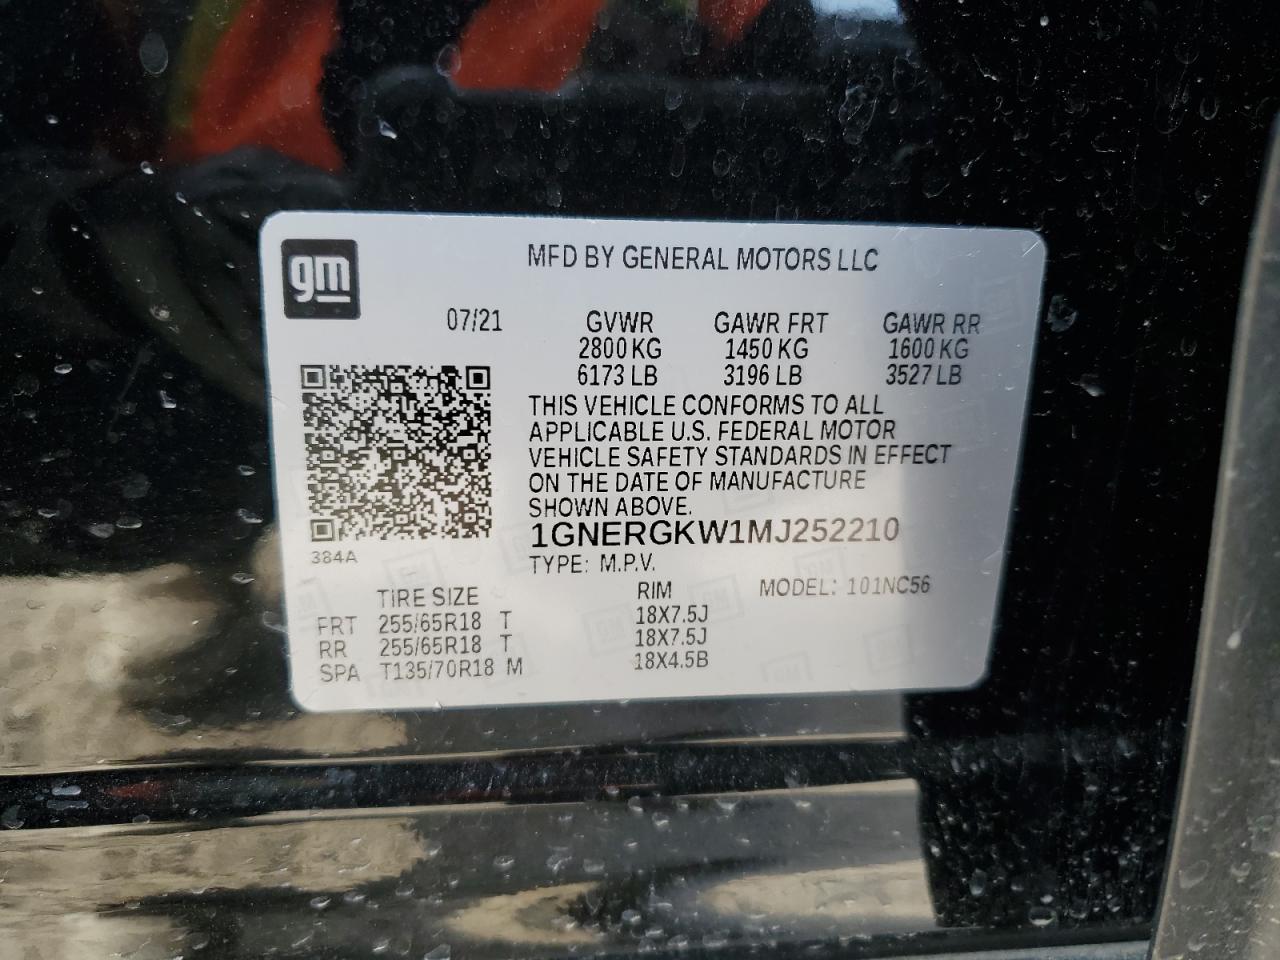 gm
MFD BY GENERAL MOTORS LLC
07/21
GVWR GAWR FRT GAWR RR
2800 KG 1450 KG 1600 KG
6173 LB 3196 LB 3527 LB
THIS VEHICLE CONFORMS TO ALL
APPLICABLE U.S. FEDERAL MOTOR
VEHICLE SAFETY STANDARDS IN EFFECT
ON THE DATE OF MANUFACTURE
SHOWN ABOVE.
1GNERGKW1MJ252210
384A
TYPE: M.P.V.
MODEL: 101NC56
TIRE SIZE RIM
FRT 255/65R18 T 18X7.5J
RR 255/65R18 T 18X7.5J
SPA T135/70R18 M 18X4.5B